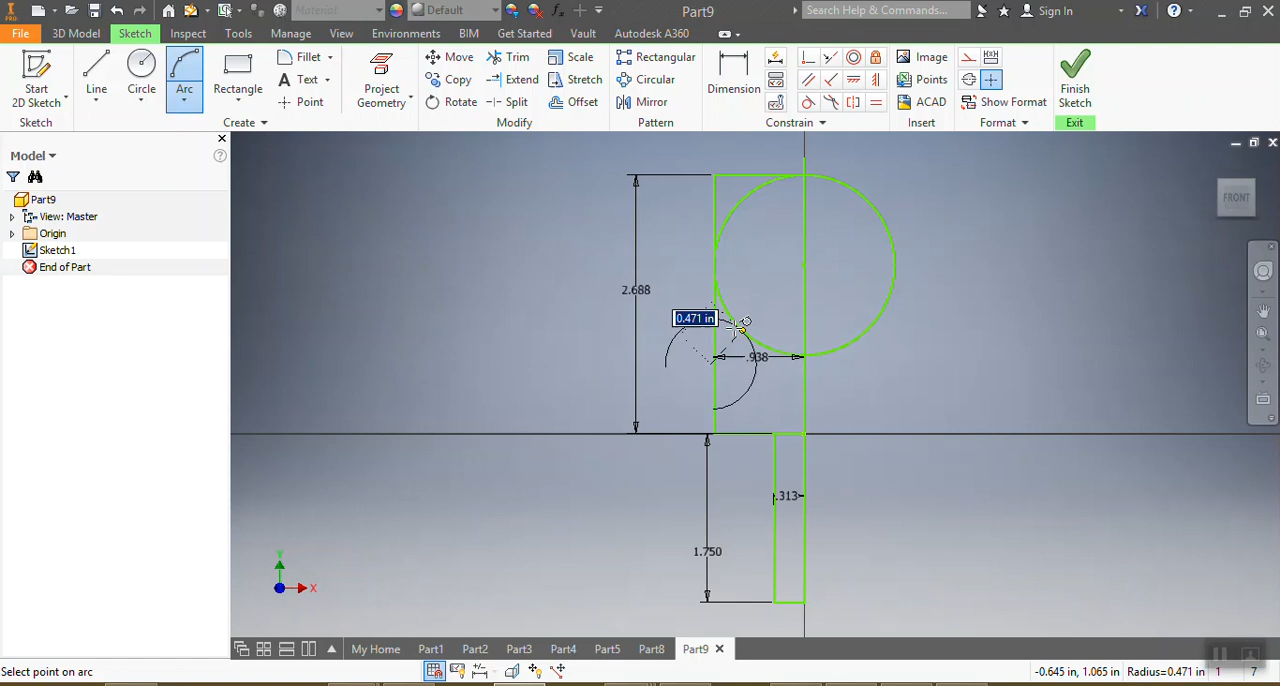 PRO
Material
Default
Part9
Search Help & Commands...
Sign In
File
3D Model
Sketch
Inspect
Tools
Manage
View
Environments
BIM
Get Started
Vault
Autodesk A360
Start
2D Sketch
Line
Circle
Arc
Rectangle
Fillet
Text
Point
Project
Geometry
Move
Copy
Rotate
Trim
Extend
Split
Scale
Stretch
Offset
Rectangular
Circular
Mirror
Dimension
Image
Points
ACAD
Show Format
Finish
Sketch
Sketch
Create
Modify
Pattern
Constrain
Insert
Format
Exit
Model
Part9
View: Master
Origin
Sketch1
End of Part
FRONT
2.688
0.471 in
.938
.313
1.750
Y
X
My Home
Part1
Part2
Part3
Part4
Part5
Part8
Part9
Select point on arc
-0.645 in, 1.065 in
Radius=0.471 in
1
7